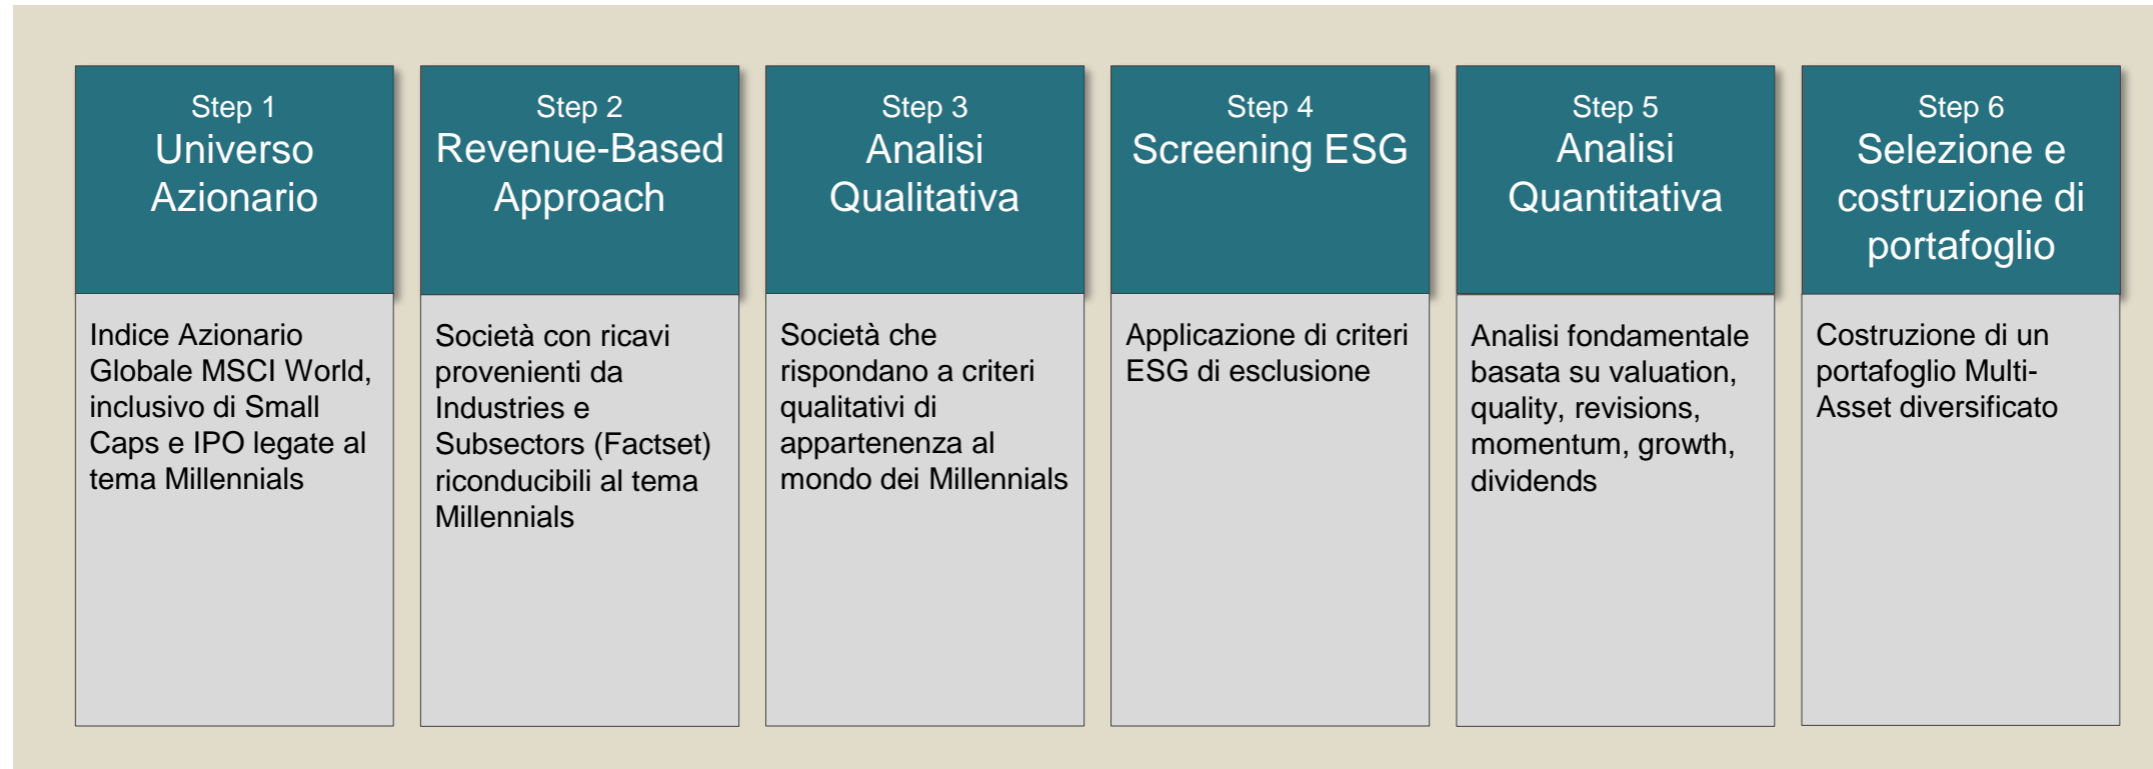 Step 1
Universo
Azionario
Indice Azionario
Globale MSCI World,
inclusivo di Small
Caps e IPO legate al
tema Millennials
Step 2
Revenue-Based
Approach
Società con ricavi
provenienti da
Industries e
Subsectors (Factset)
riconducibili al tema
Millennials
Step 3
Analisi
Qualitativa
Società che
rispondano a criteri
qualitativi di
appartenenza al
mondo dei Millennials
Step 4
Screening ESG
Applicazione di criteri
ESG di esclusione
Step 5
Analisi
Quantitativa
Analisi fondamentale
basata su valuation,
quality, revisions,
momentum, growth,
dividends
Step 6
Selezione e
costruzione di
portafoglio
Costruzione di un
portafoglio Multi-
Asset diversificato